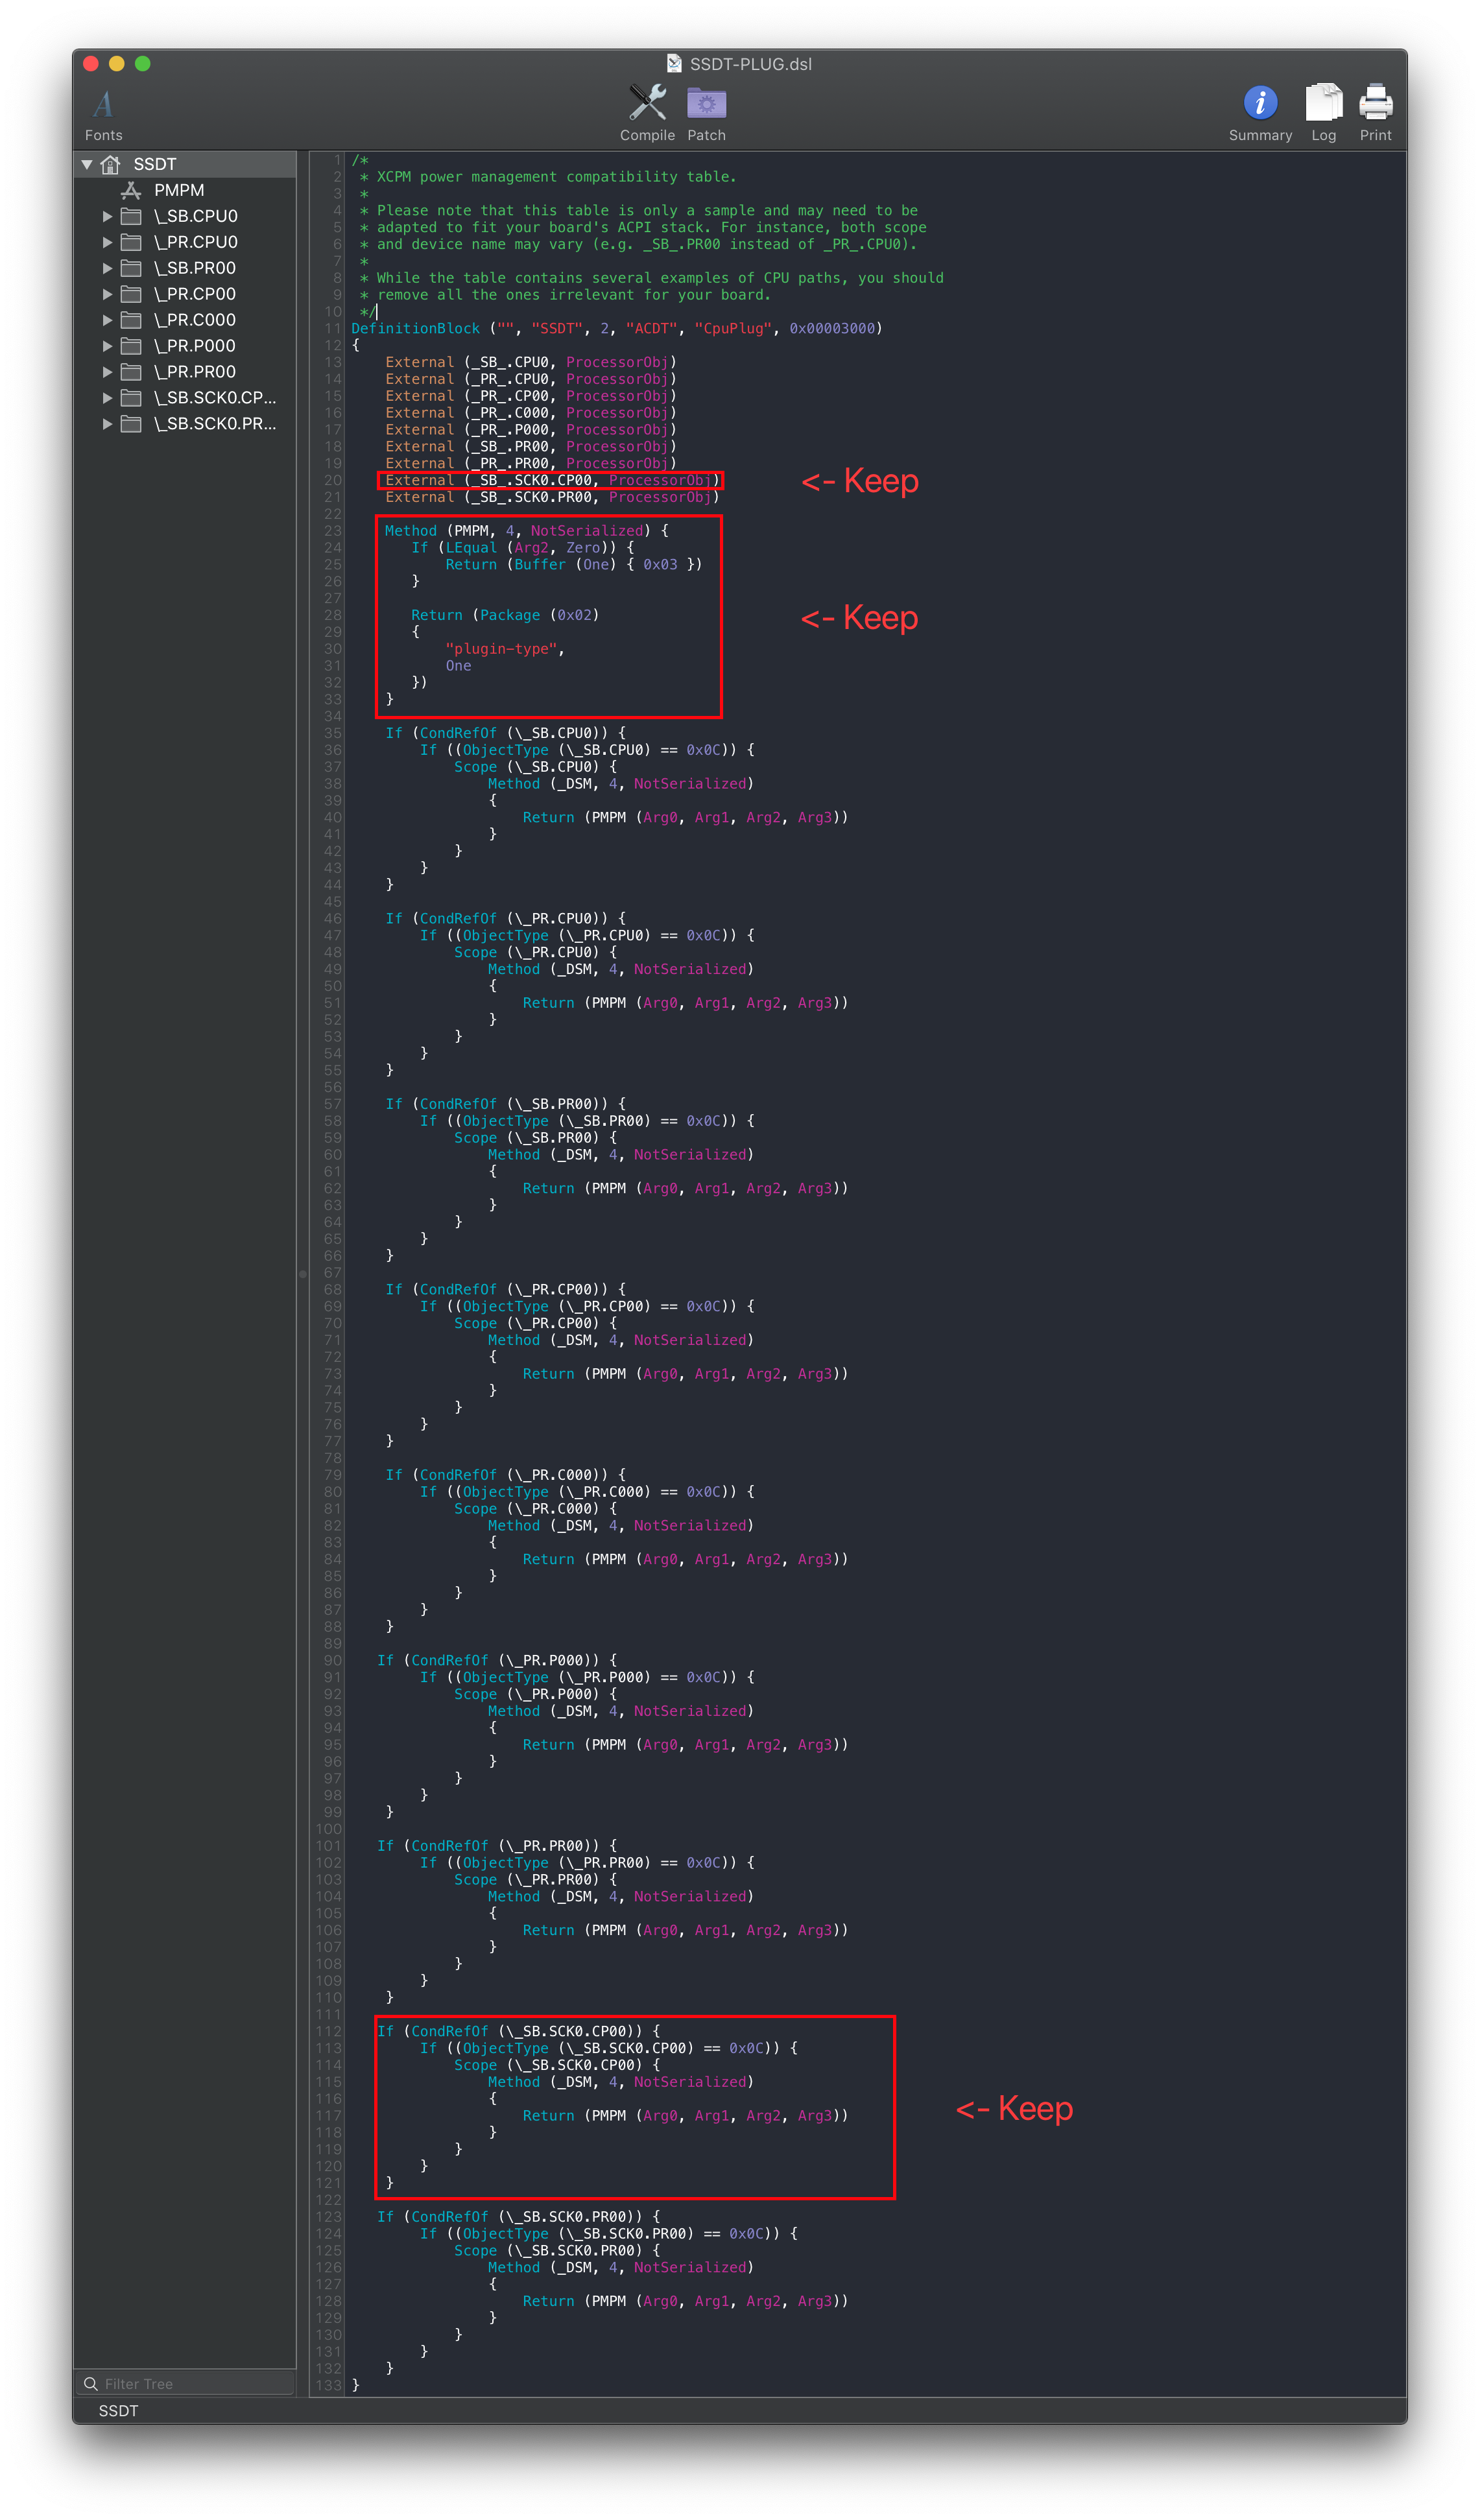 SSDT-PLUG.dsl
A
Fonts
Compile
Patch
i
Summary
Log
Print
SSDT
PMPM
\_SB.CPU0
\_PR.CPU0
\_SB.PR00
\_PR.CP00
\_PR.C000
\_PR.P000
\_PR.PR00
\_SB.SCK0.CP...
\_SB.SCK0.PR...
1 /*
2 * XCPM power management compatibility table.
3 *
4 * Please note that this table is only a sample and may need to be
5 * adapted to fit your board's ACPI stack. For instance, both scope
6 * and device name may vary (e.g. _SB_.PR00 instead of _PR_.CPU0).
7 *
8 * While the table contains several examples of CPU paths, you should
9 * remove all the ones irrelevant for your board.
10 */
11 DefinitionBlock ("", "SSDT", 2, "ACDT", "CpuPlug", 0x00003000)
12 {
13 External (_SB_.CPU0, ProcessorObj)
14 External (_PR_.CPU0, ProcessorObj)
15 External (_PR_.CP00, ProcessorObj)
16 External (_PR_.C000, ProcessorObj)
17 External (_PR_.P000, ProcessorObj)
18 External (_SB_.PR00, ProcessorObj)
19 External (_PR_.PR00, ProcessorObj)
20 External (_SB_.SCK0.CP00, ProcessorObj) <- Keep
21 External (_SB_.SCK0.PR00, ProcessorObj)
22
23 Method (PMPM, 4, NotSerialized) {
24 If (LEqual (Arg2, Zero)) {
25 Return (Buffer (One) { 0x03 })
26 }
27
28 Return (Package (0x02) <- Keep
29 {
30 "plugin-type",
31 One
32 })
33 }
34
35 If (CondRefOf (\_SB.CPU0)) {
36 If ((ObjectType (\_SB.CPU0) == 0x0C)) {
37 Scope (\_SB.CPU0) {
38 Method (_DSM, 4, NotSerialized)
39 {
40 Return (PMPM (Arg0, Arg1, Arg2, Arg3))
41 }
42 }
43 }
44 }
45
46 If (CondRefOf (\_PR.CPU0)) {
47 If ((ObjectType (\_PR.CPU0) == 0x0C)) {
48 Scope (\_PR.CPU0) {
49 Method (_DSM, 4, NotSerialized)
50 {
51 Return (PMPM (Arg0, Arg1, Arg2, Arg3))
52 }
53 }
54 }
55 }
56
57 If (CondRefOf (\_SB.PR00)) {
58 If ((ObjectType (\_SB.PR00) == 0x0C)) {
59 Scope (\_SB.PR00) {
60 Method (_DSM, 4, NotSerialized)
61 {
62 Return (PMPM (Arg0, Arg1, Arg2, Arg3))
63 }
64 }
65 }
66 }
67
68 If (CondRefOf (\_PR.CP00)) {
69 If ((ObjectType (\_PR.CP00) == 0x0C)) {
70 Scope (\_PR.CP00) {
71 Method (_DSM, 4, NotSerialized)
72 {
73 Return (PMPM (Arg0, Arg1, Arg2, Arg3))
74 }
75 }
76 }
77 }
78
79 If (CondRefOf (\_PR.C000)) {
80 If ((ObjectType (\_PR.C000) == 0x0C)) {
81 Scope (\_PR.C000) {
82 Method (_DSM, 4, NotSerialized)
83 {
84 Return (PMPM (Arg0, Arg1, Arg2, Arg3))
85 }
86 }
87 }
88 }
89
90 If (CondRefOf (\_PR.P000)) {
91 If ((ObjectType (\_PR.P000) == 0x0C)) {
92 Scope (\_PR.P000) {
93 Method (_DSM, 4, NotSerialized)
94 {
95 Return (PMPM (Arg0, Arg1, Arg2, Arg3))
96 }
97 }
98 }
99 }
100
101 If (CondRefOf (\_PR.PR00)) {
102 If ((ObjectType (\_PR.PR00) == 0x0C)) {
103 Scope (\_PR.PR00) {
104 Method (_DSM, 4, NotSerialized)
105 {
106 Return (PMPM (Arg0, Arg1, Arg2, Arg3))
107 }
108 }
109 }
110 }
111
112 If (CondRefOf (\_SB.SCK0.CP00)) {
113 If ((ObjectType (\_SB.SCK0.CP00) == 0x0C)) {
114 Scope (\_SB.SCK0.CP00) {
115 Method (_DSM, 4, NotSerialized)
116 {
117 Return (PMPM (Arg0, Arg1, Arg2, Arg3)) <- Keep
118 }
119 }
120 }
121 }
122
123 If (CondRefOf (\_SB.SCK0.PR00)) {
124 If ((ObjectType (\_SB.SCK0.PR00) == 0x0C)) {
125 Scope (\_SB.SCK0.PR00) {
126 Method (_DSM, 4, NotSerialized)
127 {
128 Return (PMPM (Arg0, Arg1, Arg2, Arg3))
129 }
130 }
131 }
132 }
133 }
Filter Tree
SSDT